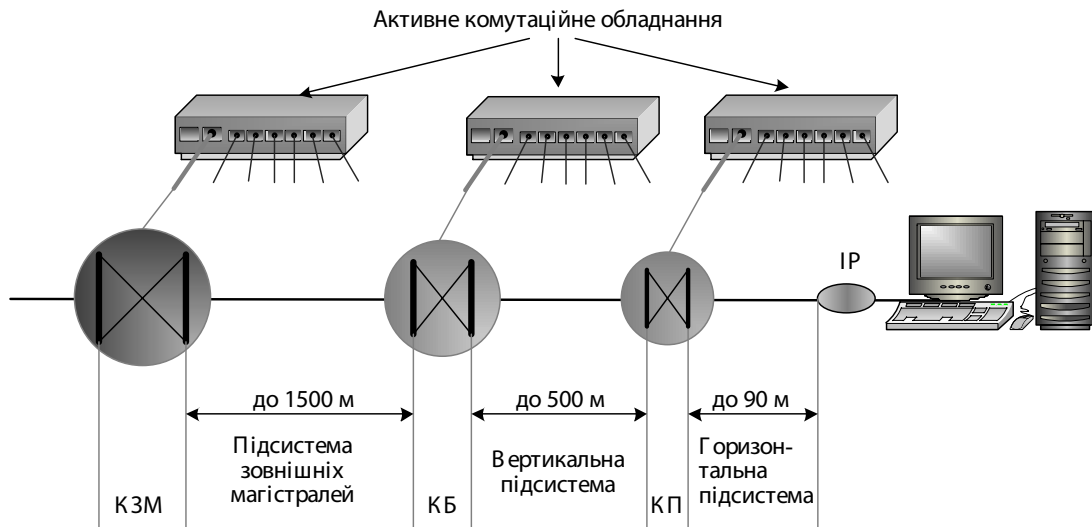 Активне комутаційне обладнання
ІР
до 1500 м
до 500 м
до 90 м
Підсистема
зовнішніх
магістралей
Вертикальна
підсистема
Горизон-
тальна
підсистема
КЗМ
КБ
КП